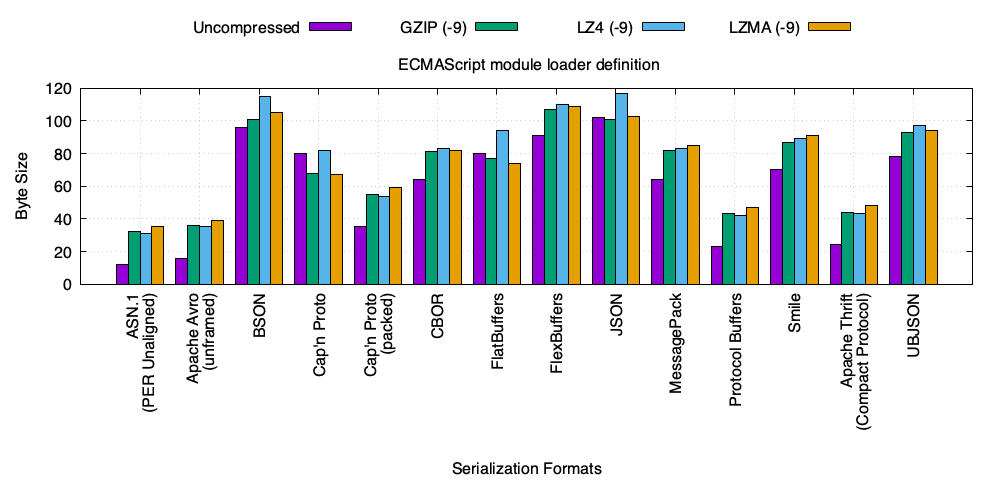 Uncompressed GZIP (-9) LZ4 (-9) LZMA (-9)
ECMAScript module loader definition
Byte Size
120
100
80
60
40
20
0
ASN.1
(PER Unaligned)
Apache Avro
(unframed)
BSON
Cap'n Proto
Cap'n Proto
(packed)
CBOR
FlatBuffers
FlexBuffers
JSON
MessagePack
Protocol Buffers
Smile
Apache Thrift
(Compact Protocol)
UBJSON
Serialization Formats